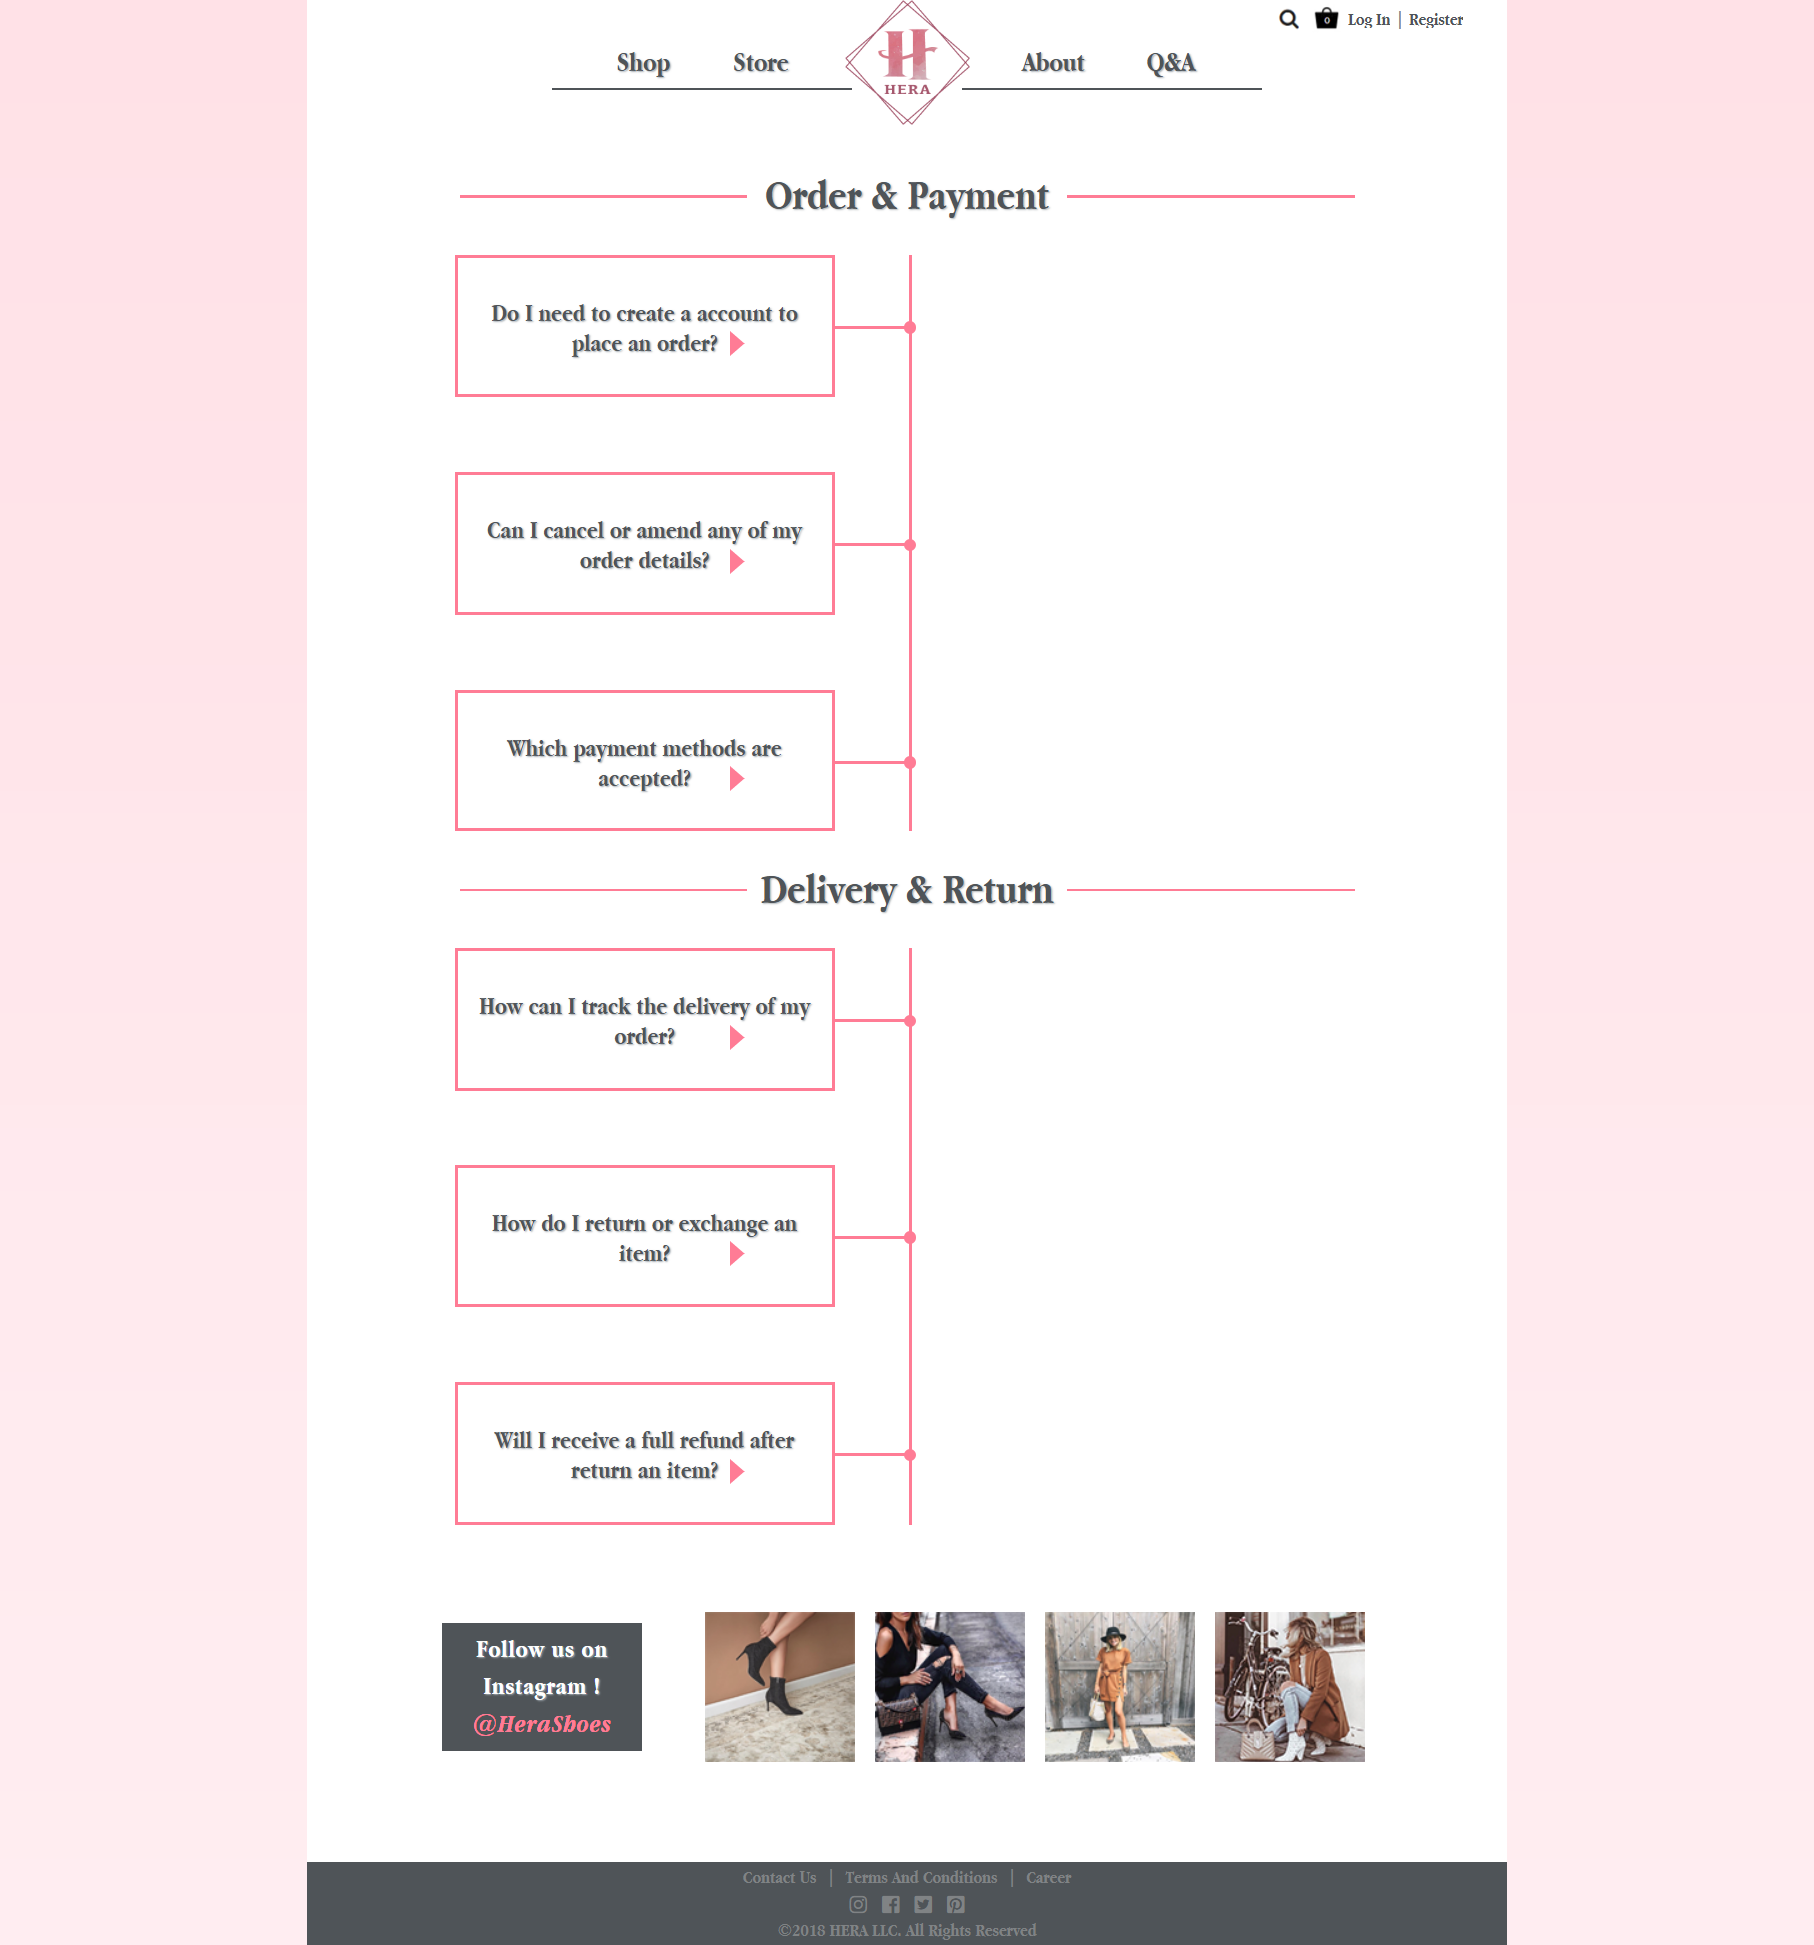 0 Log In | Register
Shop Store About Q&A
H
HERA
Order & Payment
Do I need to create a account to
place an order?
Can I cancel or amend any of my
order details?
Which payment methods are
accepted?
Delivery & Return
How can I track the delivery of my
order?
How do I return or exchange an
item?
Will I receive a full refund after
return an item?
Follow us on
Instagram !
@HeraShoes
Contact Us | Terms And Conditions | Career
©2018 HERA LLC. All Rights Reserved